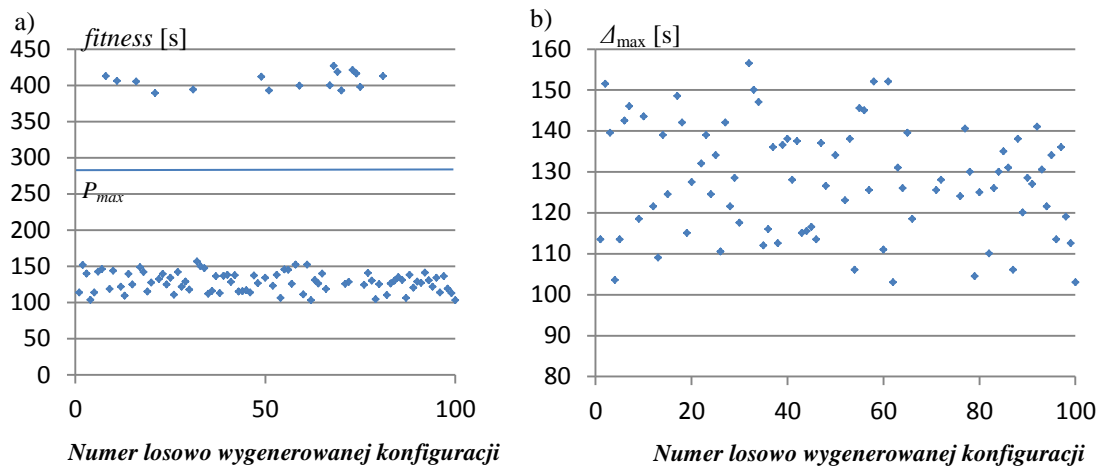 a)
fitness [s]
450
400
350
300
250
200
150
100
50
0
P_max
0 50 100
Numer losowo wygenerowanej konfiguracji
b)
Δ_max [s]
160
150
140
130
120
110
100
90
80
0 20 40 60 80 100
Numer losowo wygenerowanej konfiguracji